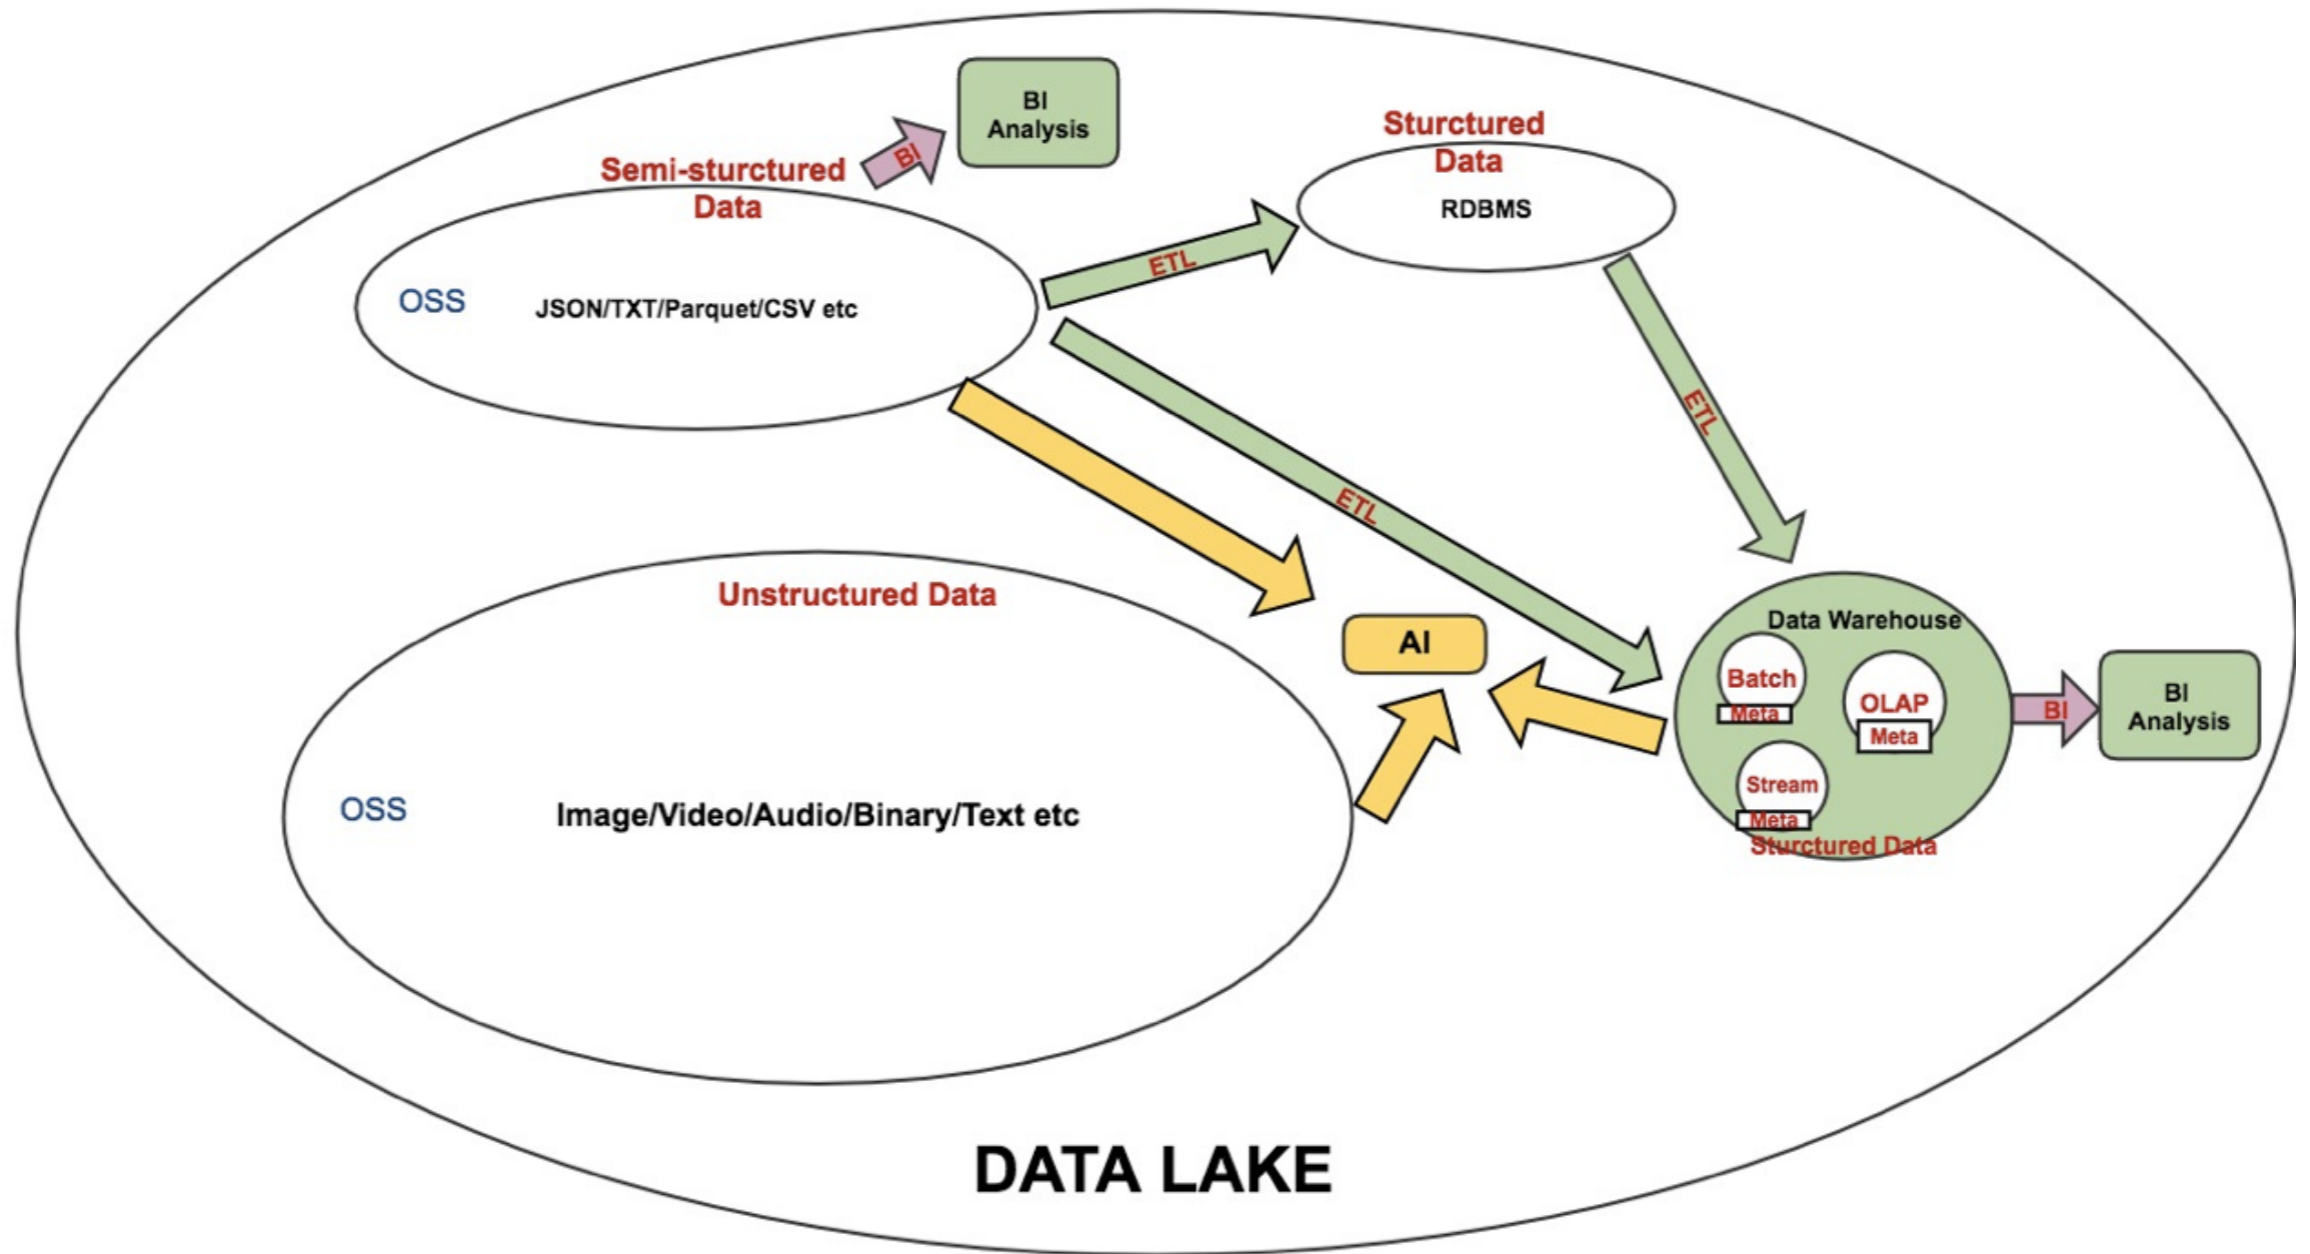 BI
Analysis
BI
Semi-sturctured
Data
OSS
JSON/TXT/Parquet/CSV etc
Sturctured
Data
RDBMS
ETL
ETL
ETL
Unstructured Data
OSS
Image/Video/Audio/Binary/Text etc
AI
Data Warehouse
Batch
Meta
OLAP
Meta
Stream
Meta
Sturctured Data
BI
BI
Analysis
DATA LAKE